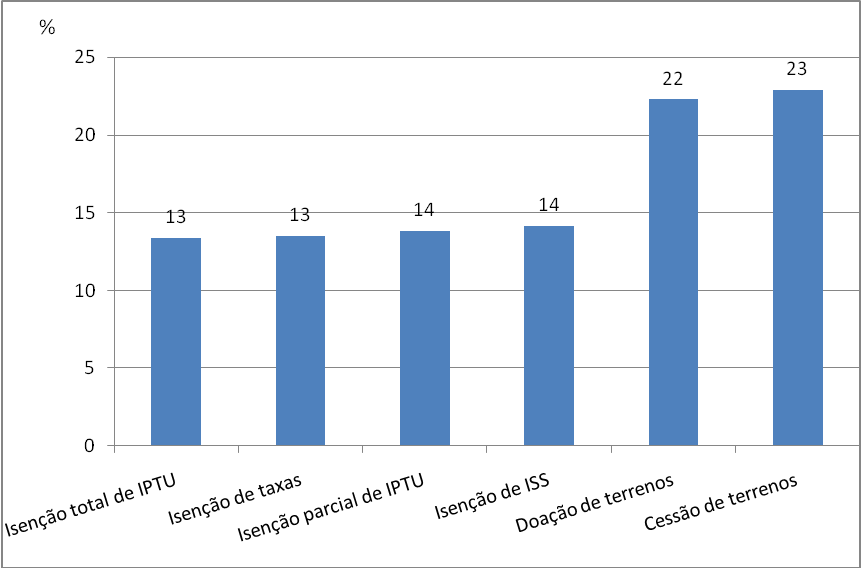 %
25
20
15
10
5
0
13
13
14
14
22
23
Isenção total de IPTU
Isenção de taxas
Isenção parcial de IPTU
Isenção de ISS
Doação de terrenos
Cessão de terrenos